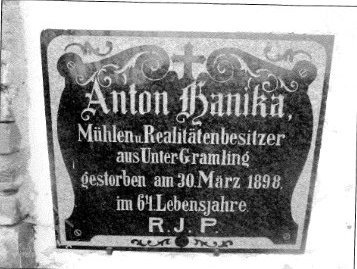 Anton Hanika,
Mühlen u. Realitätenbesitzer
aus Unter-Gramling
gestorben am 30. März 1898
im 64. Lebensjahre.
R. J. P.